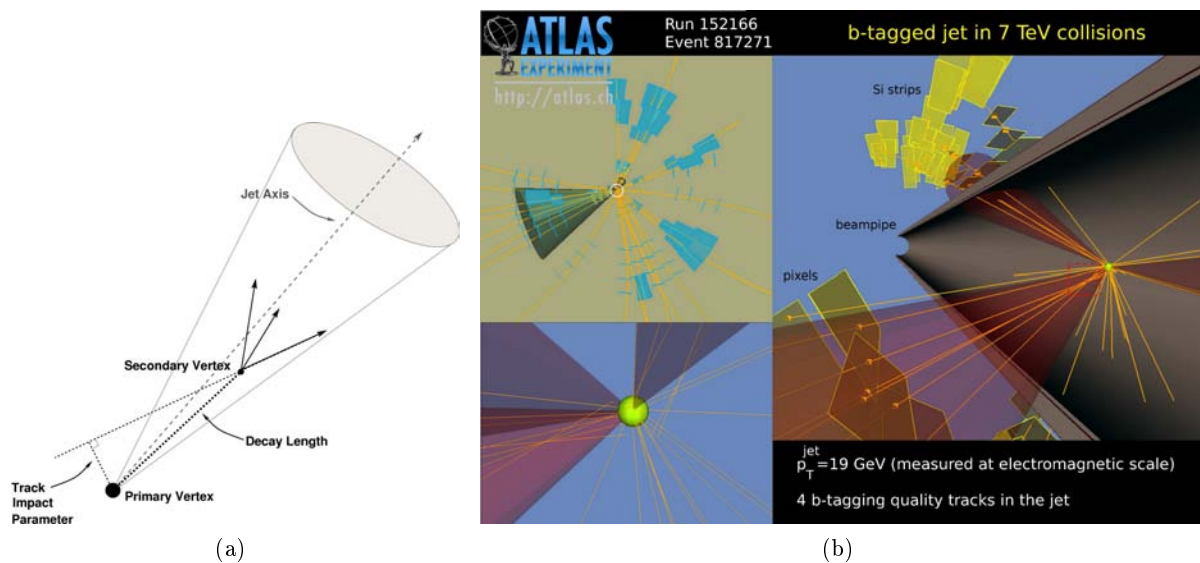 Jet Axis
Secondary Vertex
Decay Length
Track
Impact
Parameter
Primary Vertex
(a)
ATLAS
EXPERIMENT
http://atlas.ch
Run 152166
Event 817271
b-tagged jet in 7 TeV collisions
Si strips
beampipe
pixels
p_T^jet=19 GeV (measured at electromagnetic scale)
4 b-tagging quality tracks in the jet
(b)